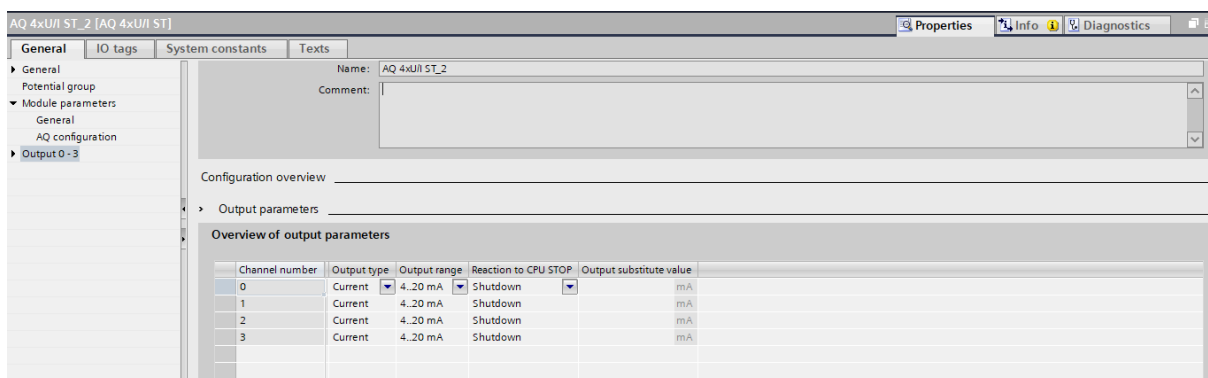 AQ 4xU/I ST_2 [AQ 4xU/I ST]
Properties
Info
Diagnostics
General
IO tags
System constants
Texts
General
Potential group
Module parameters
General
AQ configuration
Output 0 - 3
Name: AQ 4xU/I ST_2
Comment:
Configuration overview
Output parameters
Overview of output parameters
Channel number Output type Output range Reaction to CPU STOP Output substitute value
0 Current 4..20 mA Shutdown mA
1 Current 4..20 mA Shutdown mA
2 Current 4..20 mA Shutdown mA
3 Current 4..20 mA Shutdown mA